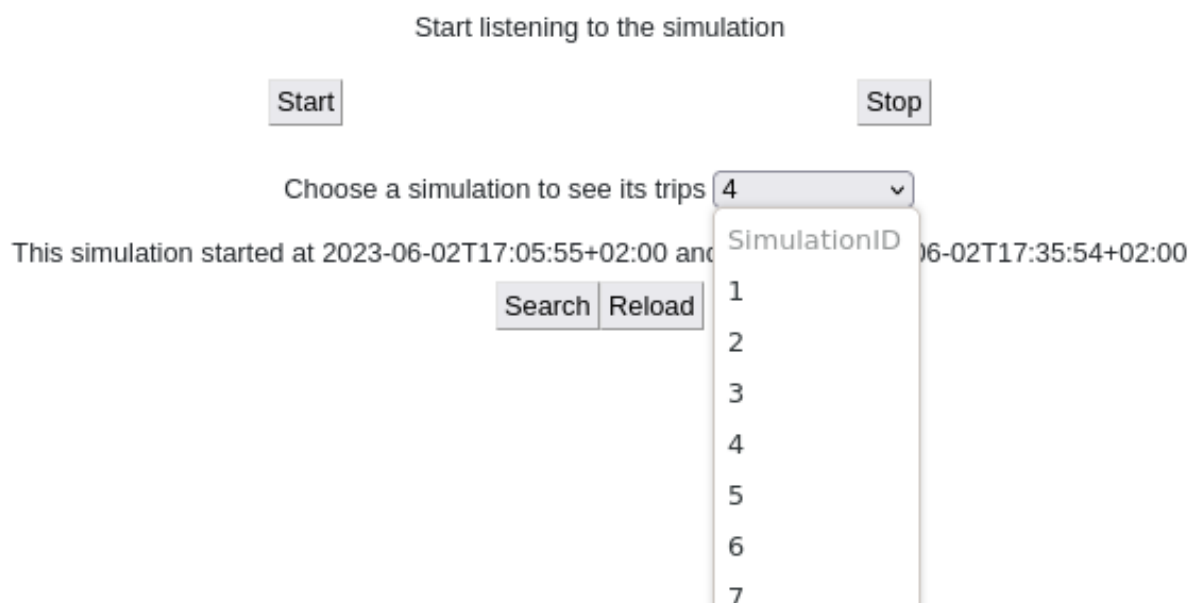 Start listening to the simulation
Start Stop
Choose a simulation to see its trips 4
SimulationID
This simulation started at 2023-06-02T17:05:55+02:00 and 06-02T17:35:54+02:00
1
Search Reload
2
3
4
5
6
7